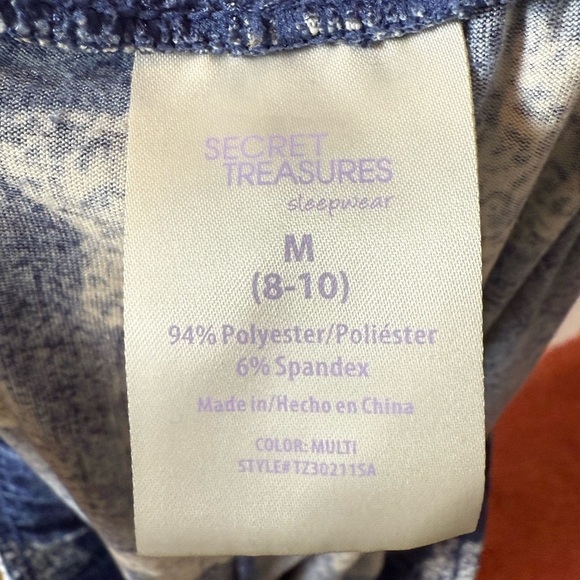 SECRET
TREASURES
sleepwear
M
(8-10)
94% Polyester/Poliéster
6% Spandex
Made in/Hecho en China
COLOR: MULTI
STYLE# TZ30211SA